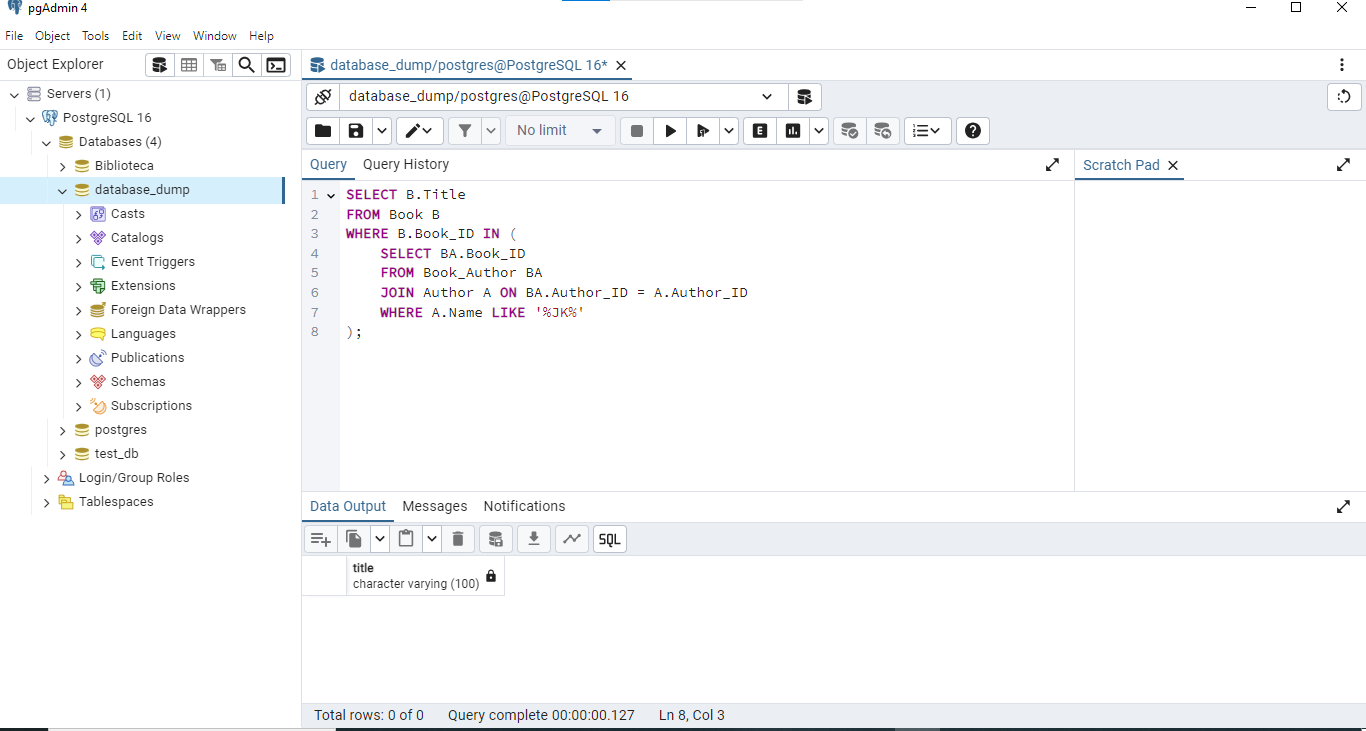 pgAdmin 4
File Object Tools Edit View Window Help
Object Explorer
database_dump/postgres@PostgreSQL 16*
Servers (1)
PostgreSQL 16
Databases (4)
Biblioteca
database_dump
Casts
Catalogs
Event Triggers
Extensions
Foreign Data Wrappers
Languages
Publications
Schemas
Subscriptions
postgres
test_db
Login/Group Roles
Tablespaces
database_dump/postgres@PostgreSQL 16
No limit
E
Query Query History
Scratch Pad
1 SELECT B.Title
2 FROM Book B
3 WHERE B.Book_ID IN (
4     SELECT BA.Book_ID
5     FROM Book_Author BA
6     JOIN Author A ON BA.Author_ID = A.Author_ID
7     WHERE A.Name LIKE '%JK%'
8 );
Data Output Messages Notifications
SQL
title
character varying (100)
Total rows: 0 of 0 Query complete 00:00:00.127 Ln 8, Col 3